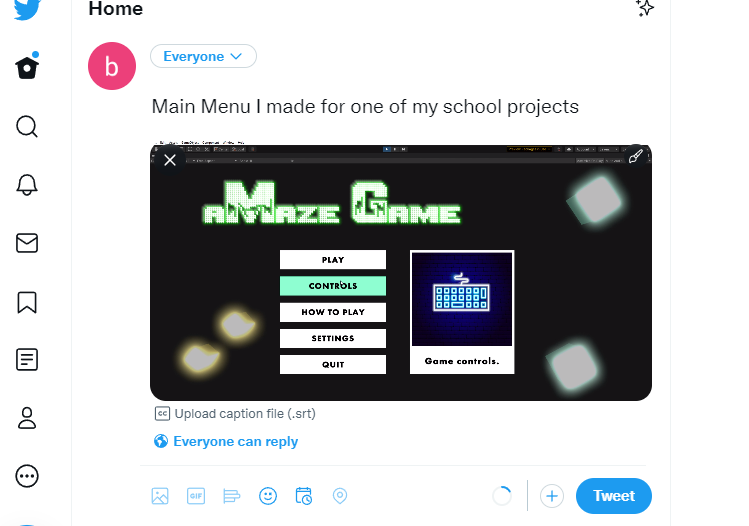 Home
b
Everyone
Main Menu I made for one of my school projects
aMaze Game
PLAY
CONTROLS
HOW TO PLAY
SETTINGS
QUIT
Game controls.
CC Upload caption file (.srt)
Everyone can reply
GIF
Tweet